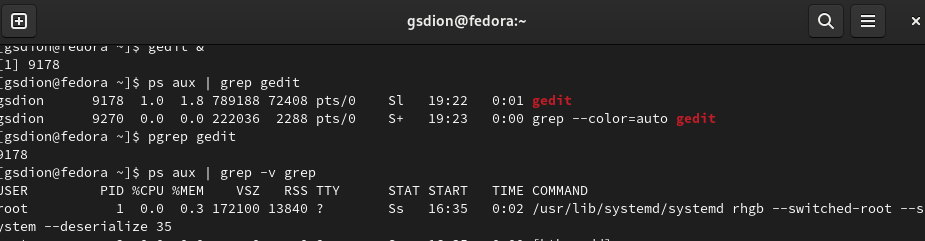 gsdion@fedora:~
[gsdion@fedora ~]$ gedit &
[1] 9178
[gsdion@fedora ~]$ ps aux | grep gedit
gsdion      9178  1.0  1.8 789188 72408 pts/0    Sl   19:22   0:01 gedit
gsdion      9270  0.0  0.0 222036  2288 pts/0    S+   19:23   0:00 grep --color=auto gedit
[gsdion@fedora ~]$ pgrep gedit
9178
[gsdion@fedora ~]$ ps aux | grep -v grep
USER         PID %CPU %MEM    VSZ   RSS TTY      STAT START   TIME COMMAND
root           1  0.0  0.3 172100 13840 ?        Ss   16:35   0:02 /usr/lib/systemd/systemd rhgb --switched-root --s
ystem --deserialize 35